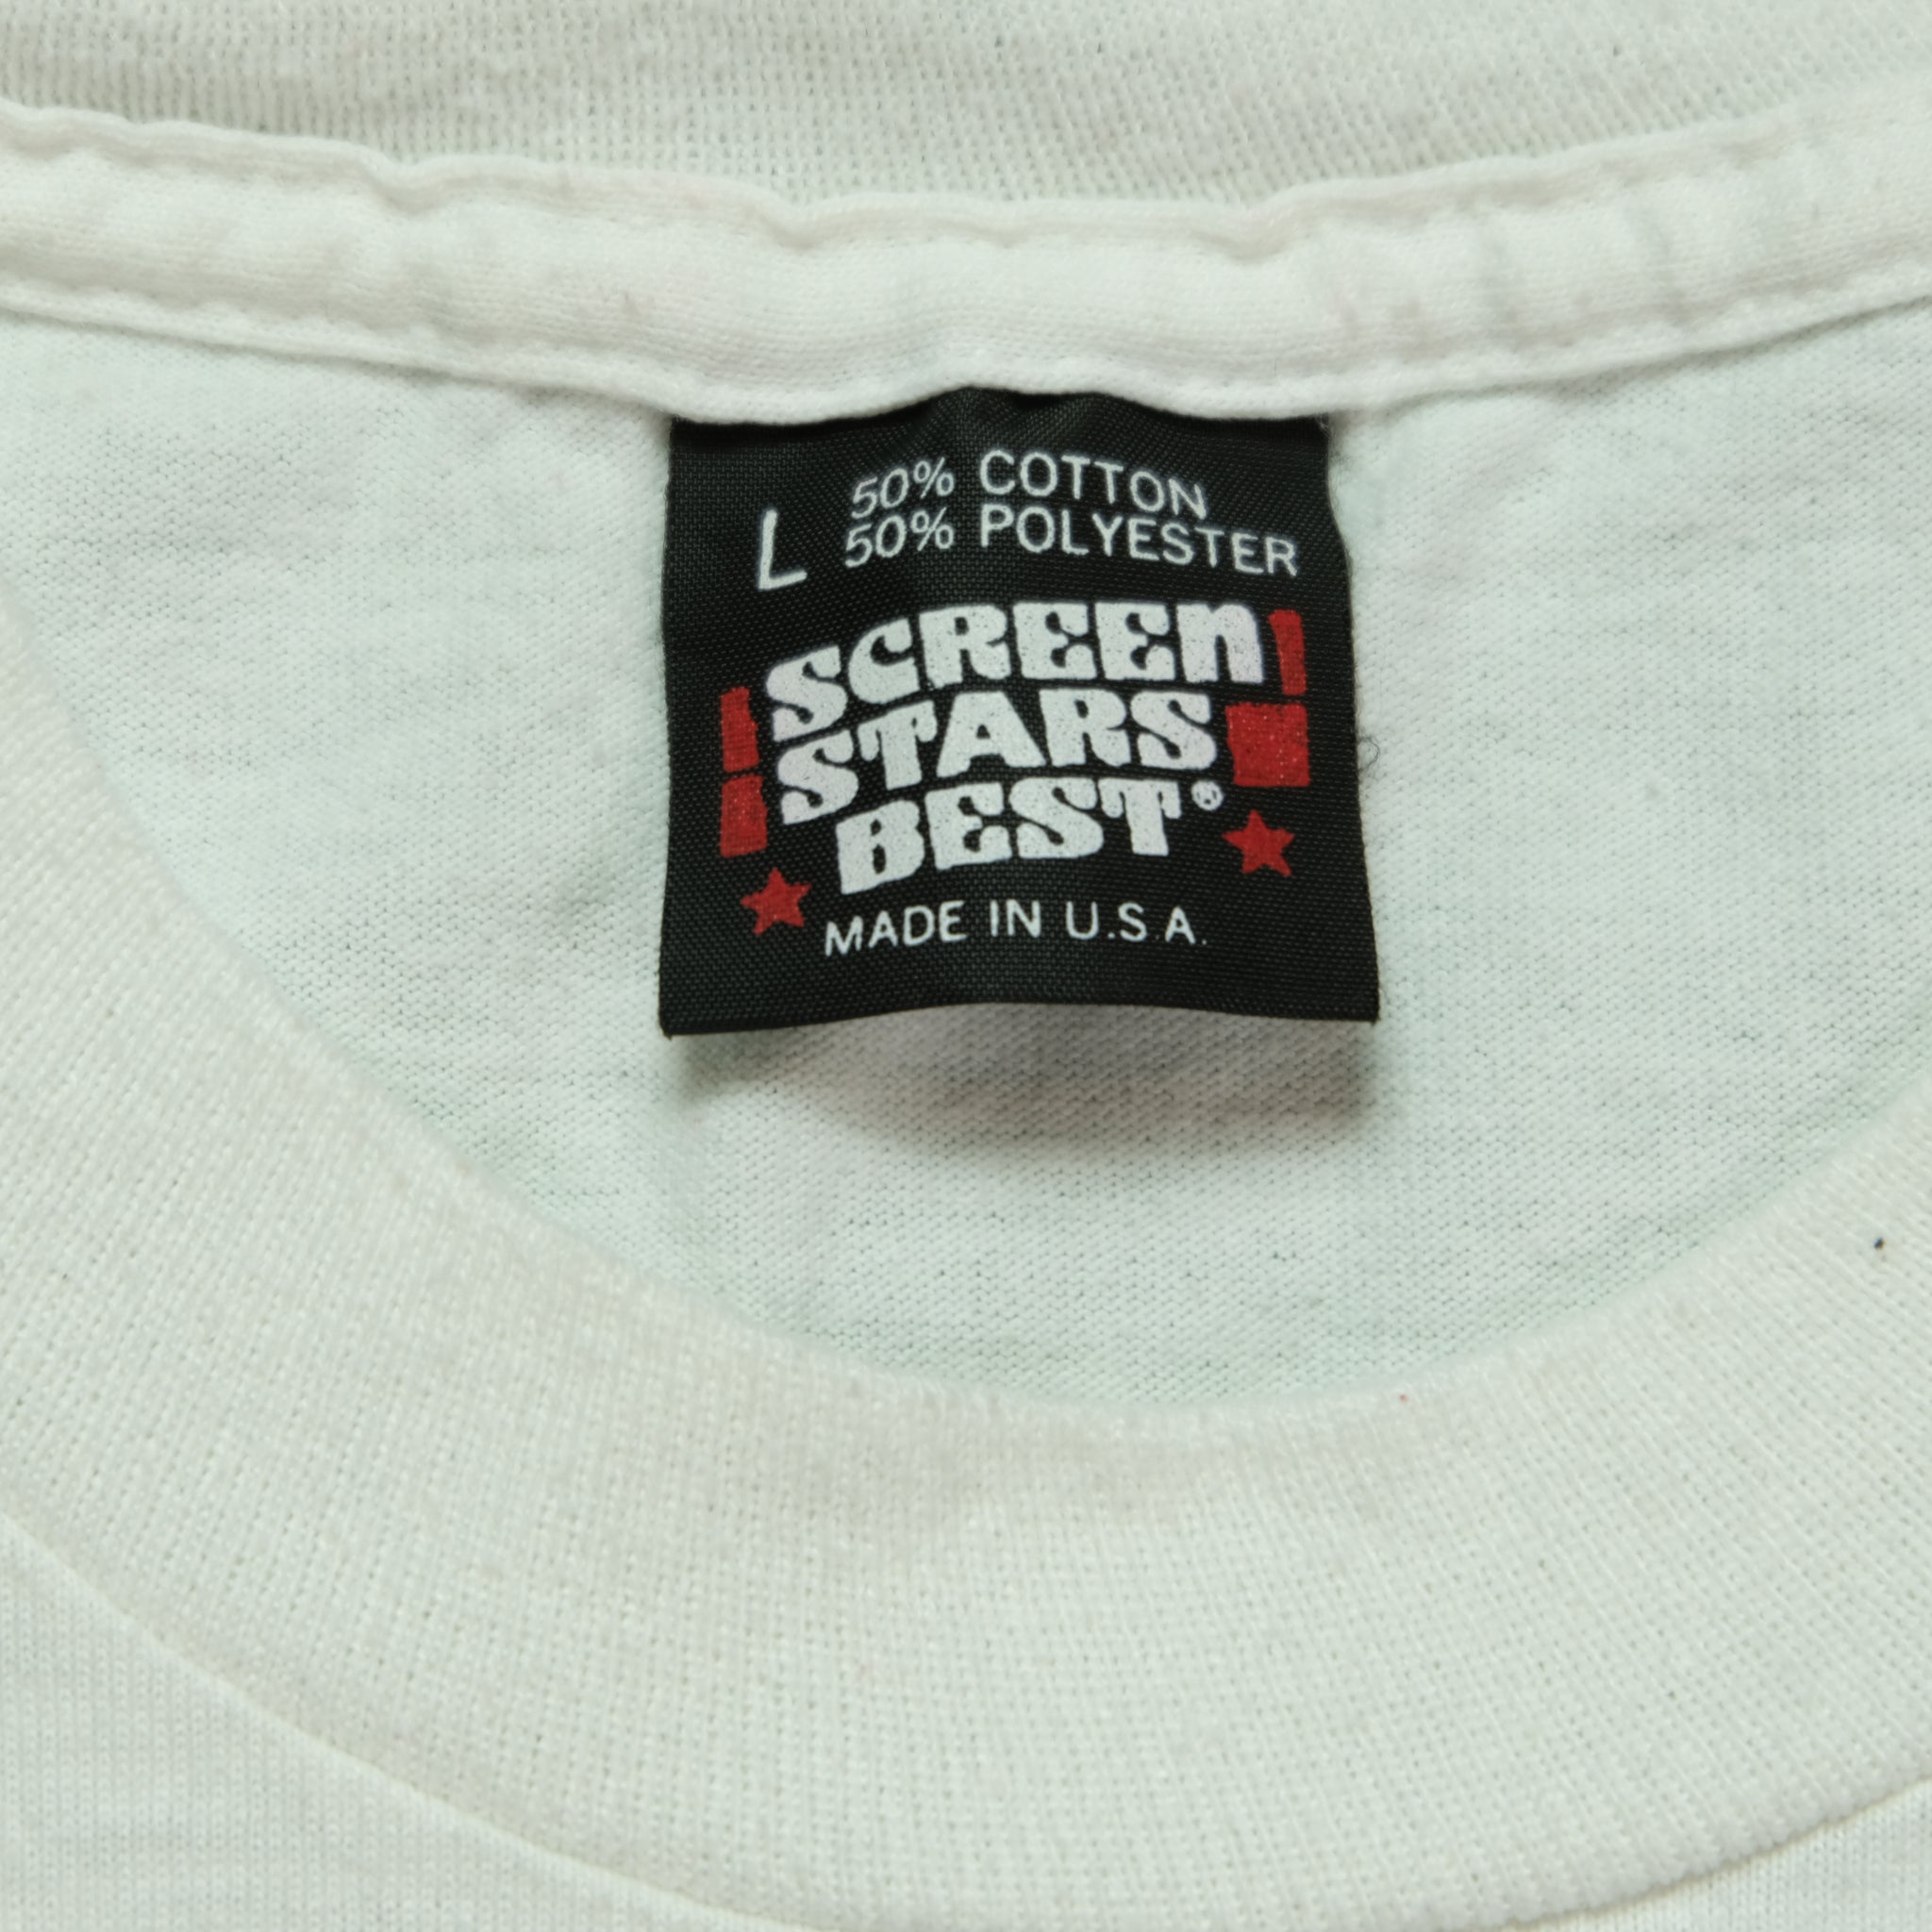 50% COTTON
L 50% POLYESTER
SCREEN
STARS
BEST®
MADE IN U.S.A.